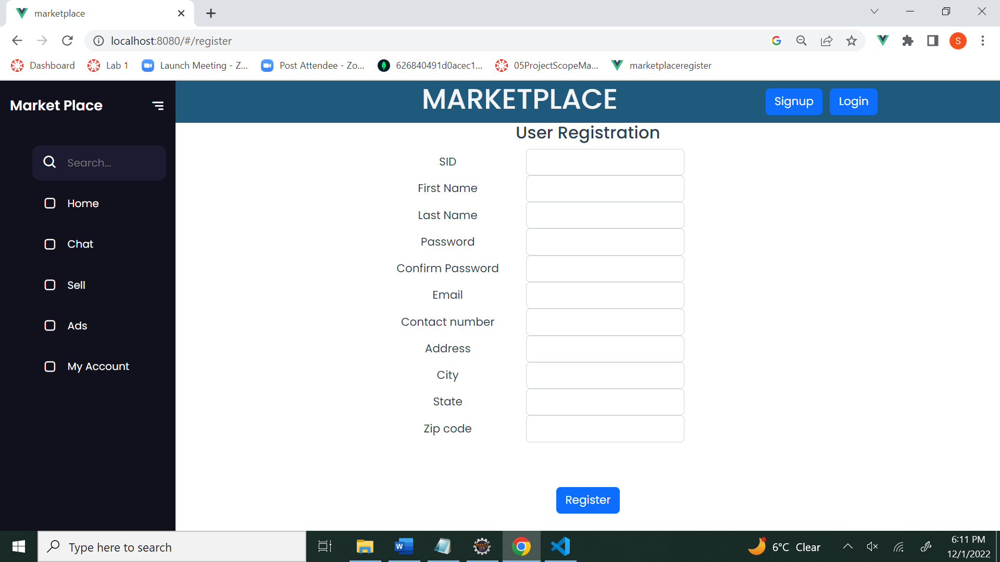 marketplace
localhost:8080/#/register
S
Dashboard
Lab 1
Launch Meeting - Z...
Post Attendee - Zo...
626840491d0acec1...
05ProjectScopeMa...
marketplaceregister
Market Place
MARKETPLACE
Signup
Login
User Registration
Search...
Home
Chat
Sell
Ads
My Account
SID
First Name
Last Name
Password
Confirm Password
Email
Contact number
Address
City
State
Zip code
Register
Type here to search
W
Java EE
IDE
6°C Clear
6:11 PM
12/1/2022